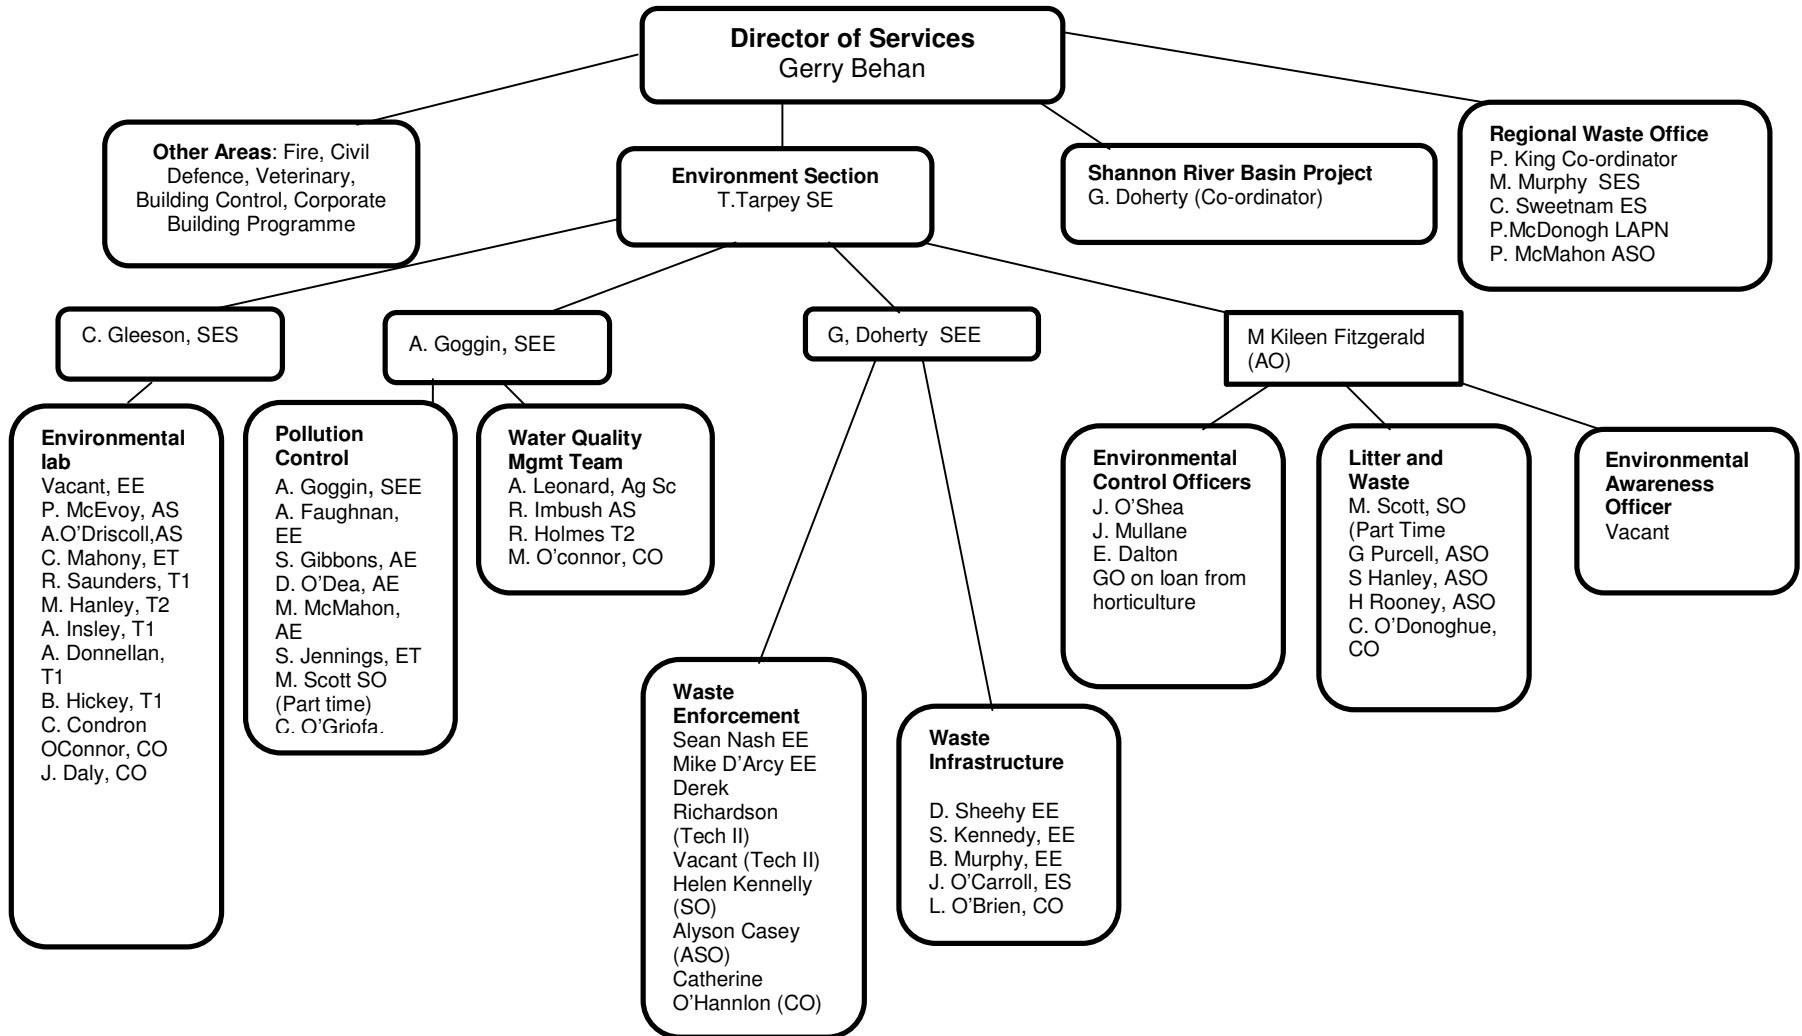 Director of Services
Gerry Behan
Other Areas: Fire, Civil
Defence, Veterinary,
Building Control, Corporate
Building Programme
Environment Section
T.Tarpey SE
Shannon River Basin Project
G. Doherty (Co-ordinator)
Regional Waste Office
P. King Co-ordinator
M. Murphy SES
C. Sweetnam ES
P.McDonogh LAPN
P. McMahon ASO
C. Gleeson, SES
A. Goggin, SEE
G, Doherty SEE
M Kileen Fitzgerald
(AO)
Environmental
lab
Vacant, EE
P. McEvoy, AS
A.O'Driscoll,AS
C. Mahony, ET
R. Saunders, T1
M. Hanley, T2
A. Insley, T1
A. Donnellan,
T1
B. Hickey, T1
C. Condron
OConnor, CO
J. Daly, CO
Pollution
Control
A. Goggin, SEE
A. Faughnan,
EE
S. Gibbons, AE
D. O'Dea, AE
M. McMahon,
AE
S. Jennings, ET
M. Scott SO
(Part time)
C. O'Griofa,
Water Quality
Mgmt Team
A. Leonard, Ag Sc
R. Imbush AS
R. Holmes T2
M. O'connor, CO
Waste
Enforcement
Sean Nash EE
Mike D'Arcy EE
Derek
Richardson
(Tech II)
Vacant (Tech II)
Helen Kennelly
(SO)
Alyson Casey
(ASO)
Catherine
O'Hannlon (CO)
Waste
Infrastructure
D. Sheehy EE
S. Kennedy, EE
B. Murphy, EE
J. O'Carroll, ES
L. O'Brien, CO
Environmental
Control Officers
J. O'Shea
J. Mullane
E. Dalton
GO on loan from
horticulture
Litter and
Waste
M. Scott, SO
(Part Time
G Purcell, ASO
S Hanley, ASO
H Rooney, ASO
C. O'Donoghue,
CO
Environmental
Awareness
Officer
Vacant